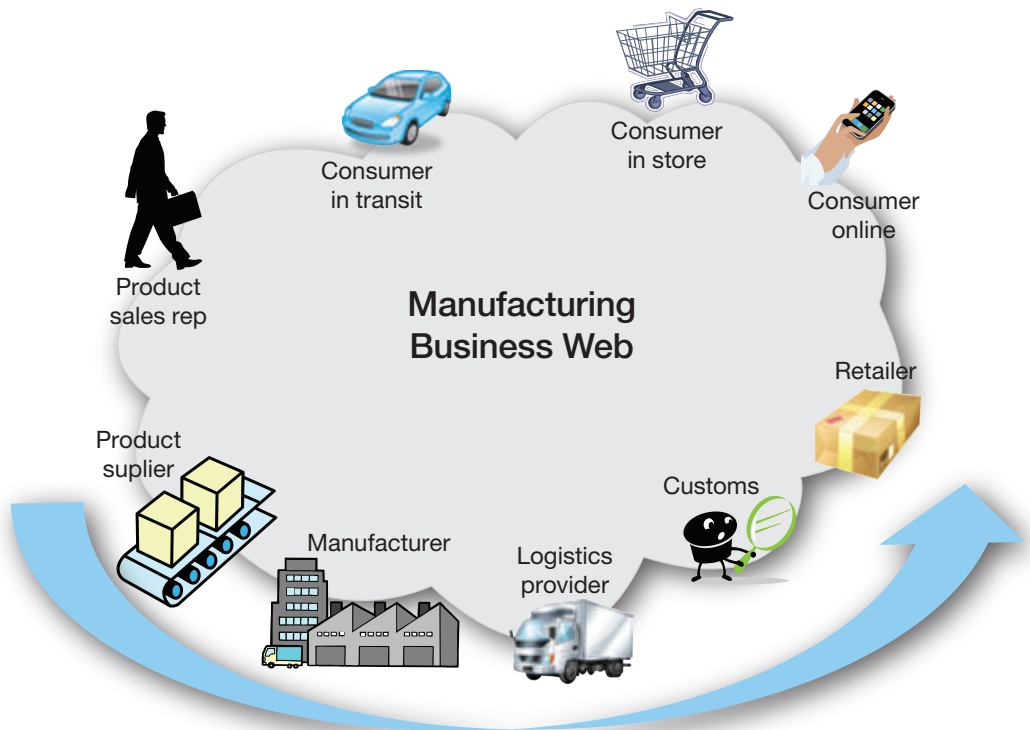 Consumer
in store
Consumer
in transit
Consumer
online
Product
sales rep
Manufacturing
Business Web
Retailer
Product
suplier
Customs
Manufacturer
Logistics
provider